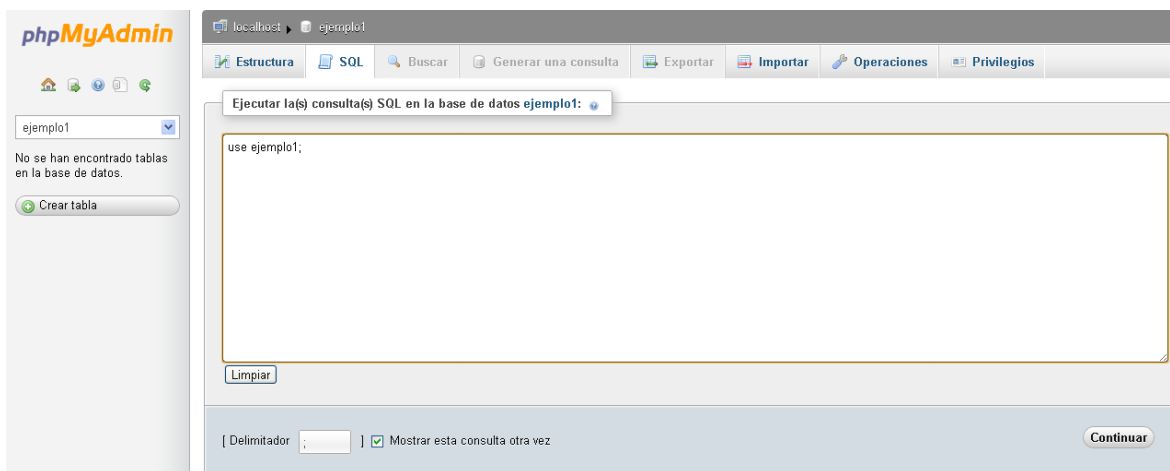 phpMyAdmin
localhost ▸ ejemplo1
Estructura SQL Buscar Generar una consulta Exportar Importar Operaciones Privilegios
ejemplo1
No se han encontrado tablas
en la base de datos.
Crear tabla
Ejecutar la(s) consulta(s) SQL en la base de datos ejemplo1:
use ejemplo1;
Limpiar
[ Delimitador ; ] Mostrar esta consulta otra vez
Continuar